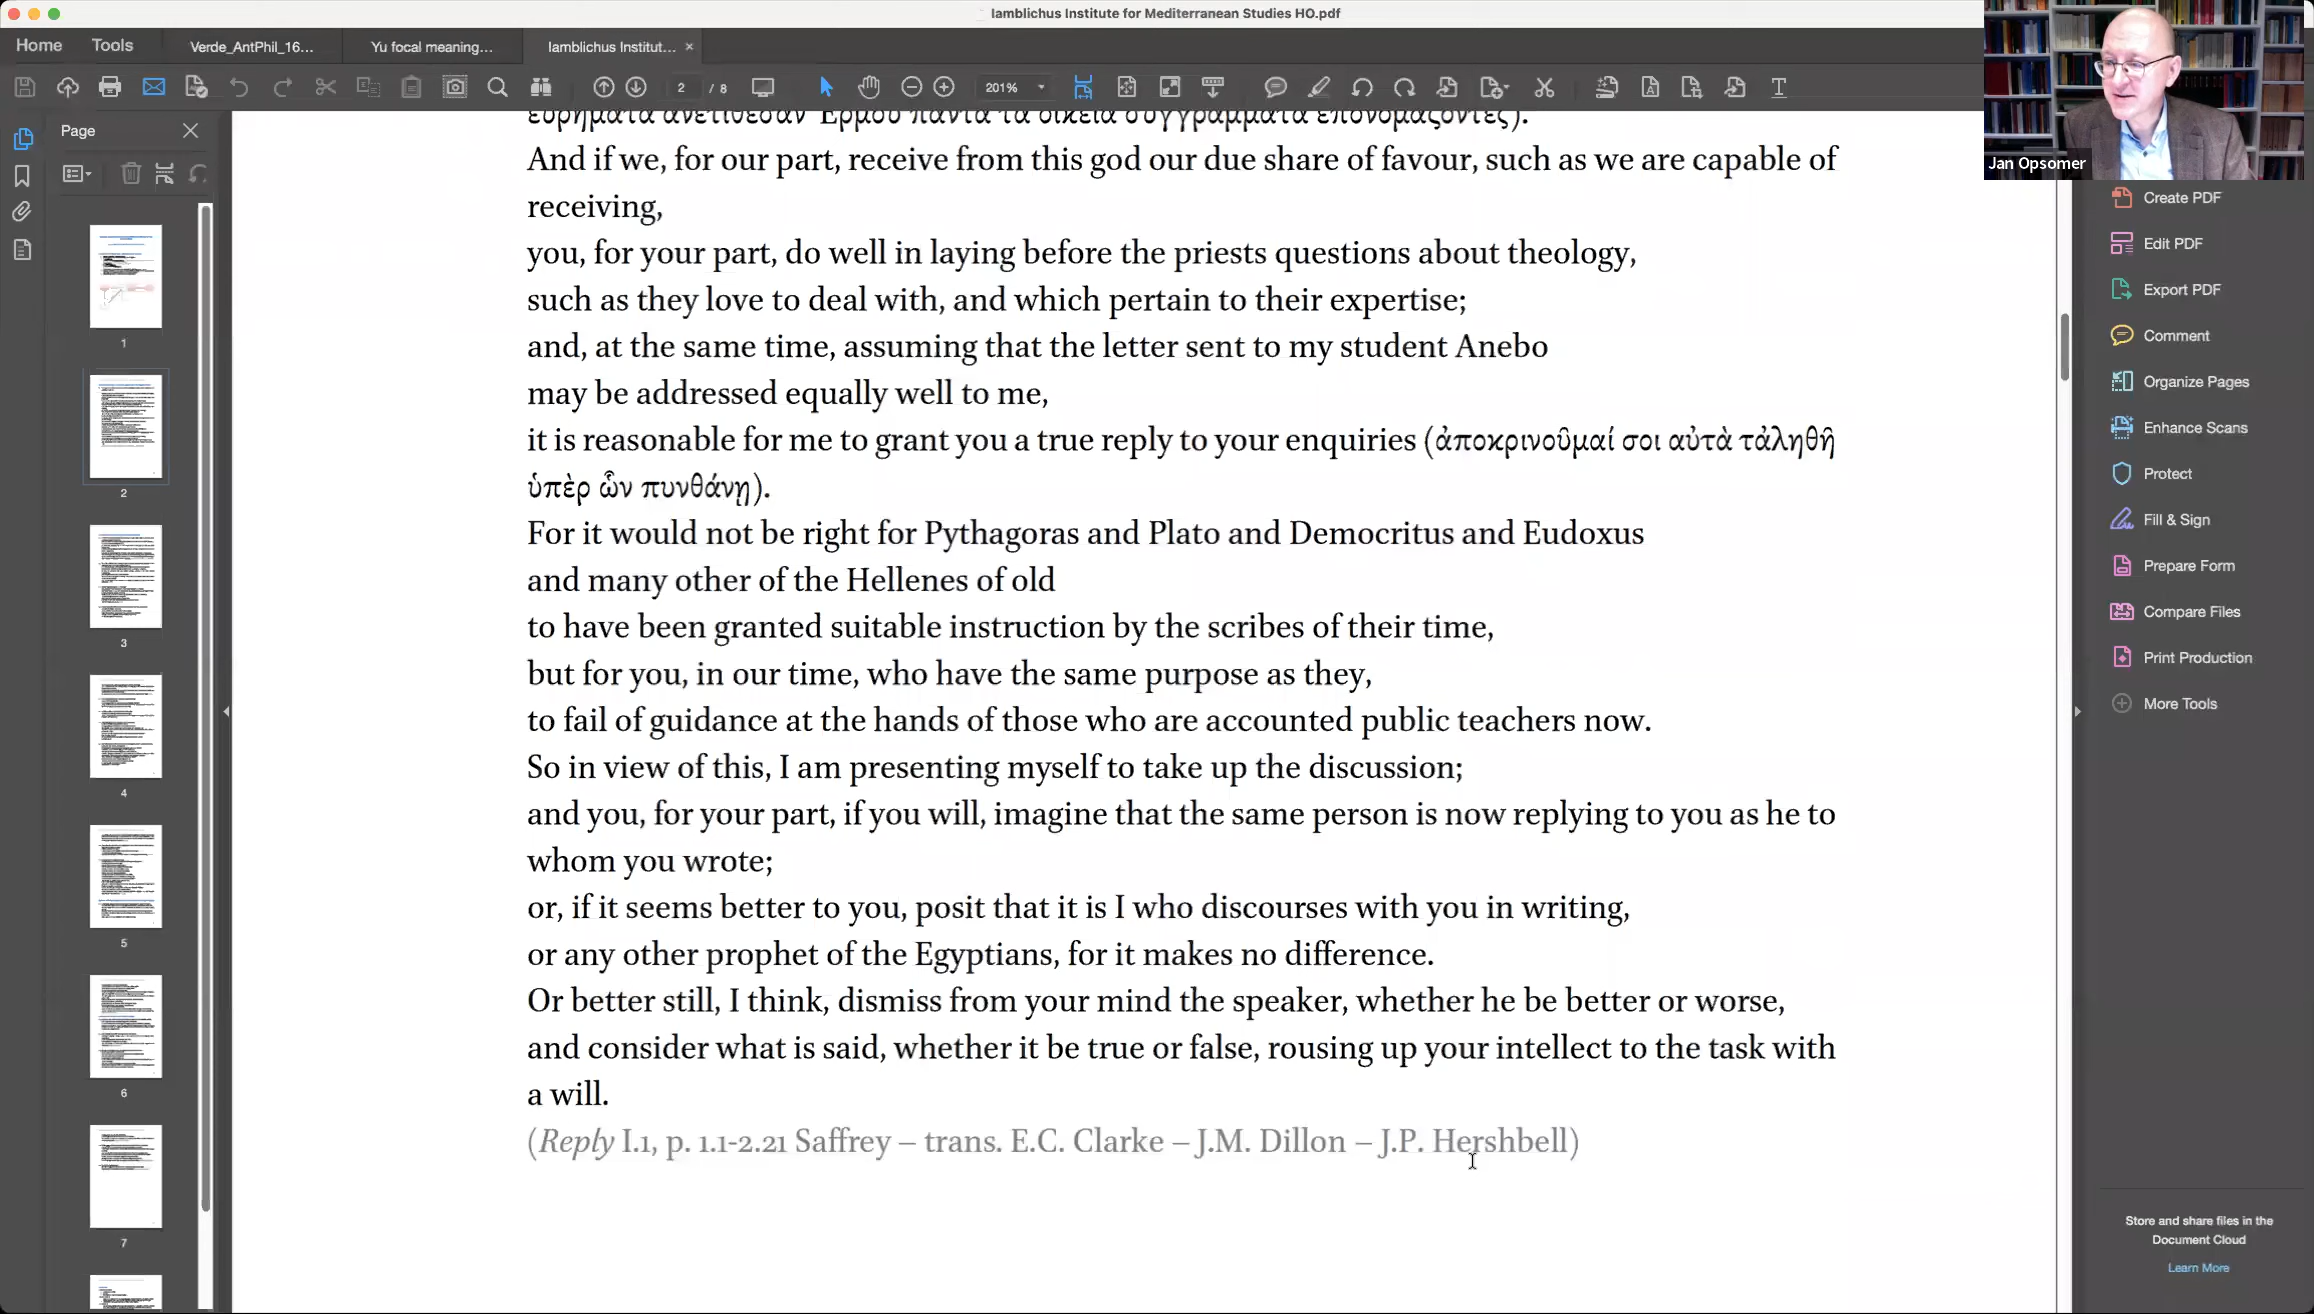 Iamblichus Institute for Mediterranean Studies HO.pdf
Home
Tools
Verde_AntPhil_16...
Yu focal meaning...
Iamblichus Institut...
2 / 8
201%
Jan Opsomer
Page
1
2
3
4
5
6
7
εὑρήματα ἀνετίθεσαν Ἑρμοῦ πάντα τὰ οἰκεῖα συγγράμματα ἐπονομάζοντες).
And if we, for our part, receive from this god our due share of favour, such as we are capable of
receiving,
you, for your part, do well in laying before the priests questions about theology,
such as they love to deal with, and which pertain to their expertise;
and, at the same time, assuming that the letter sent to my student Anebo
may be addressed equally well to me,
it is reasonable for me to grant you a true reply to your enquiries (ἀποκρινοῦμαί σοι αὐτὰ τἀληθῆ
ὑπὲρ ὧν πυνθάνῃ).
For it would not be right for Pythagoras and Plato and Democritus and Eudoxus
and many other of the Hellenes of old
to have been granted suitable instruction by the scribes of their time,
but for you, in our time, who have the same purpose as they,
to fail of guidance at the hands of those who are accounted public teachers now.
So in view of this, I am presenting myself to take up the discussion;
and you, for your part, if you will, imagine that the same person is now replying to you as he to
whom you wrote;
or, if it seems better to you, posit that it is I who discourses with you in writing,
or any other prophet of the Egyptians, for it makes no difference.
Or better still, I think, dismiss from your mind the speaker, whether he be better or worse,
and consider what is said, whether it be true or false, rousing up your intellect to the task with
a will.
(Reply I.1, p. 1.1-2.21 Saffrey – trans. E.C. Clarke – J.M. Dillon – J.P. Hershbell)
Create PDF
Edit PDF
Export PDF
Comment
Organize Pages
Enhance Scans
Protect
Fill & Sign
Prepare Form
Compare Files
Print Production
More Tools
Store and share files in the
Document Cloud
Learn More